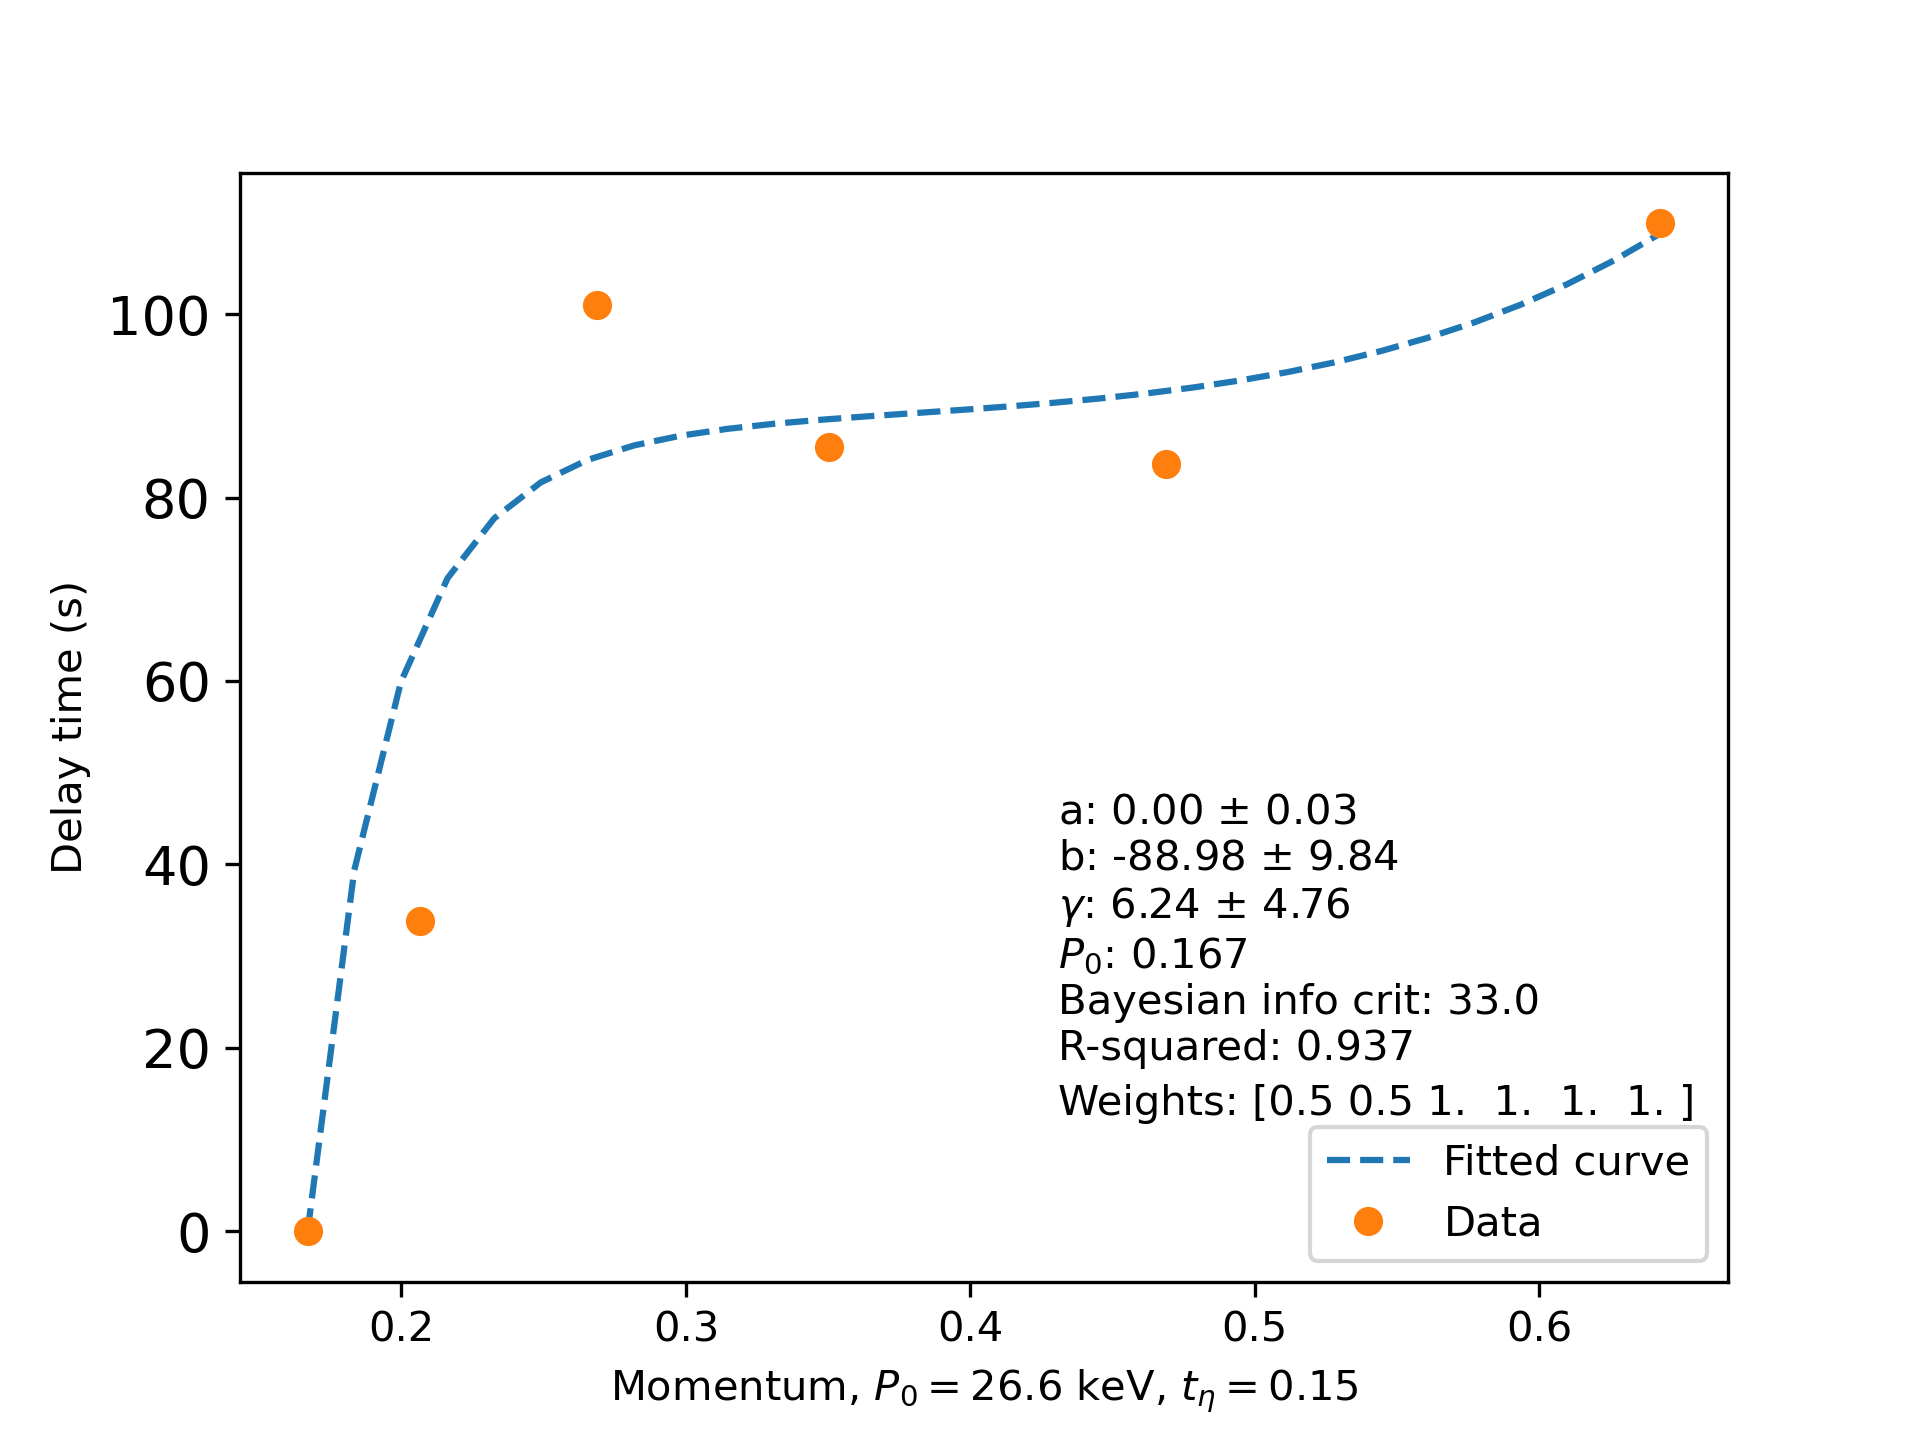 100
80
60
40
20
0
Delay time (s)
a: 0.00 ± 0.03
b: -88.98 ± 9.84
γ: 6.24 ± 4.76
P₀: 0.167
Bayesian info crit: 33.0
R-squared: 0.937
Weights: [0.5 0.5 1.  1.  1.  1. ]
Fitted curve
Data
0.2 0.3 0.4 0.5 0.6
Momentum, P₀ = 26.6 keV, tη = 0.15